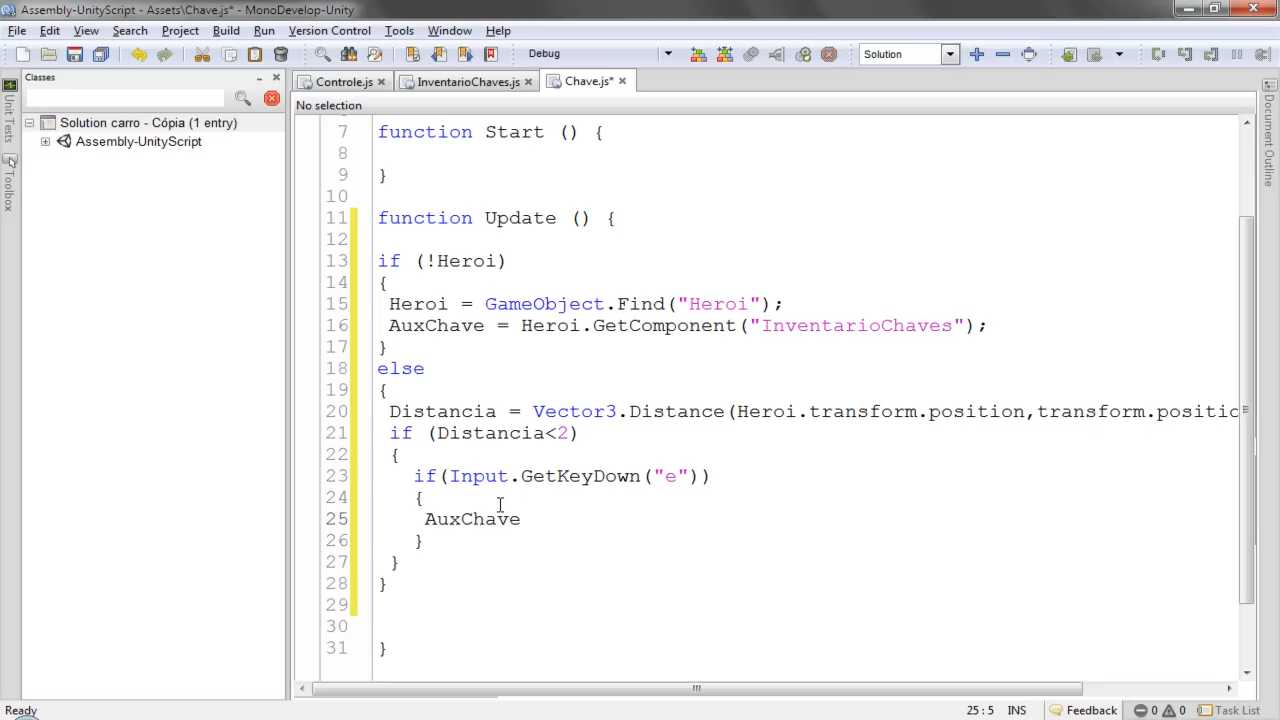 Assembly-UnityScript - Assets\Chave.js* - MonoDevelop-Unity
File Edit View Search Project Build Run Version Control Tools Window Help
Debug
Solution
Classes
Controle.js InventarioChaves.js Chave.js*
No selection
Unit Tests
Toolbox
Document Outline
Solution carro - Cópia (1 entry)
Assembly-UnityScript
7 function Start () {
8
9 }
10
11 function Update () {
12
13 if (!Heroi)
14 {
15 Heroi = GameObject.Find("Heroi");
16 AuxChave = Heroi.GetComponent("InventarioChaves");
17 }
18 else
19 {
20 Distancia = Vector3.Distance(Heroi.transform.position,transform.positio
21 if (Distancia<2)
22 {
23 if(Input.GetKeyDown("e"))
24 {
25 AuxChave
26 }
27 }
28 }
29
30
31 }
Ready
25 : 5 INS Feedback 0 0 Task List